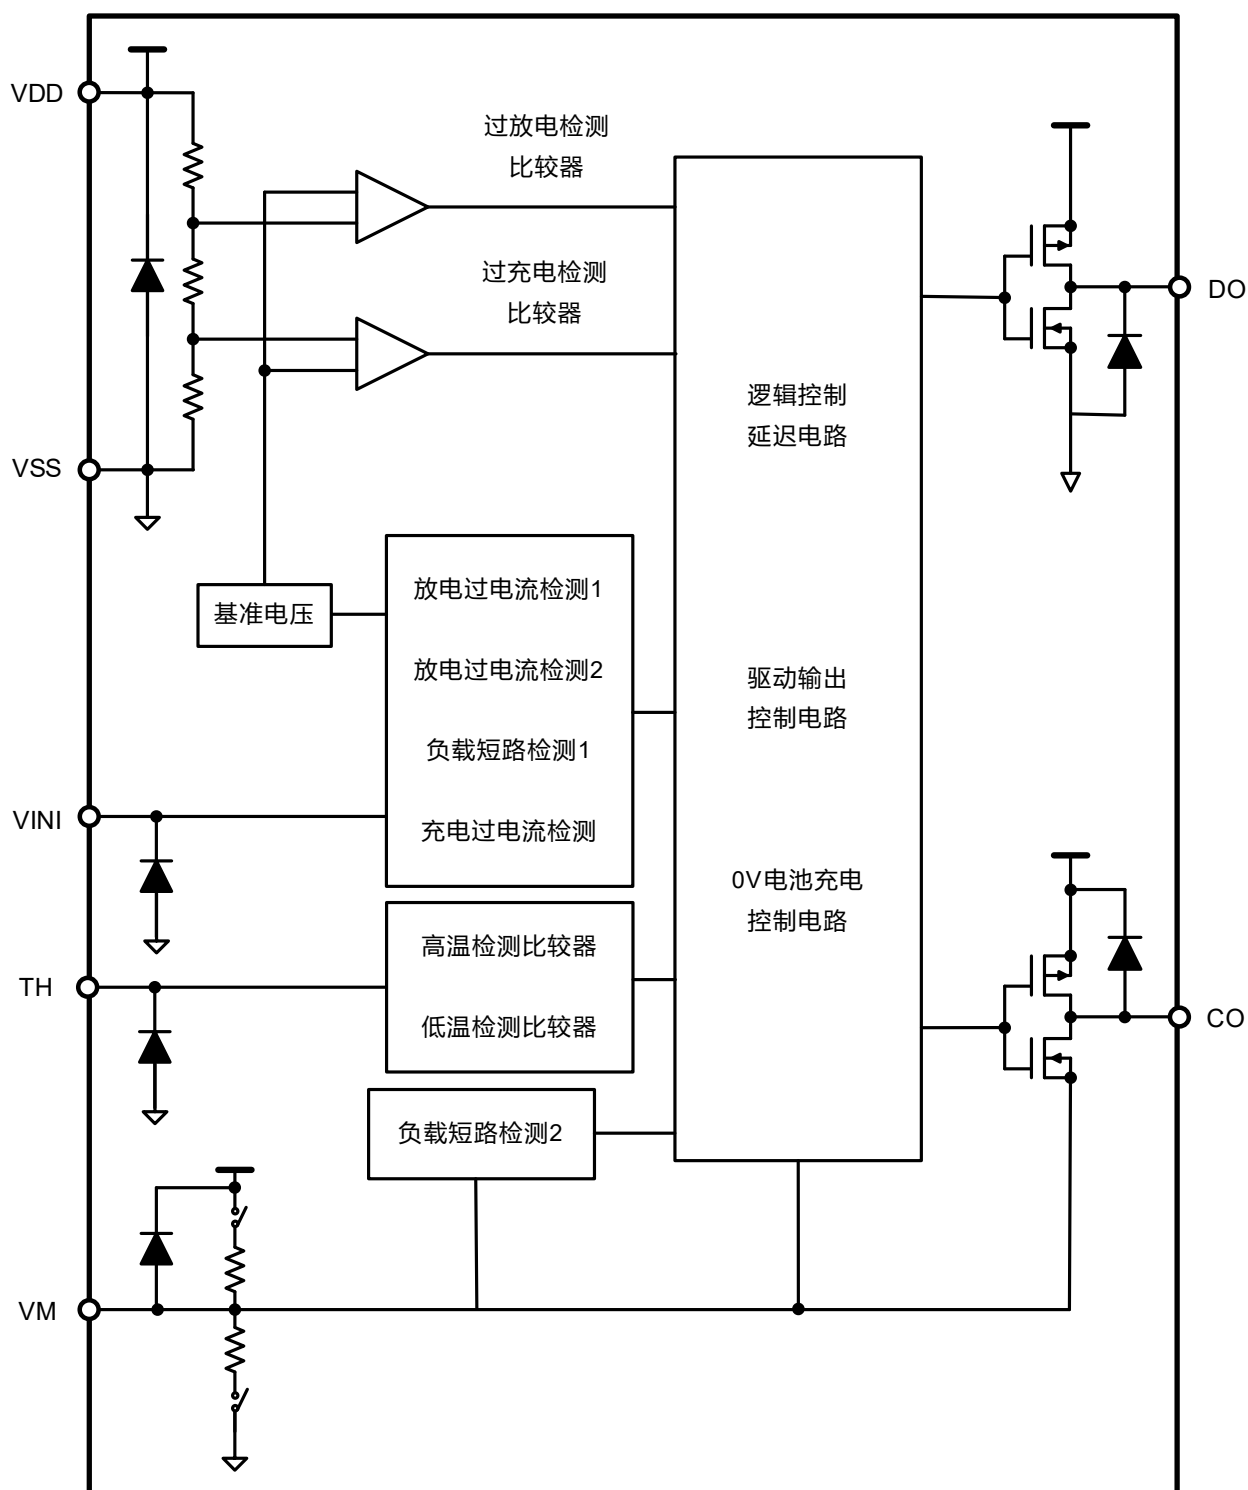 VDD
过放电检测
比较器
过充电检测
比较器
DO
逻辑控制
延迟电路
VSS
放电过电流检测1
基准电压
放电过电流检测2
驱动输出
控制电路
负载短路检测1
VINI
充电过电流检测
0V电池充电
控制电路
高温检测比较器
TH
CO
低温检测比较器
负载短路检测2
VM